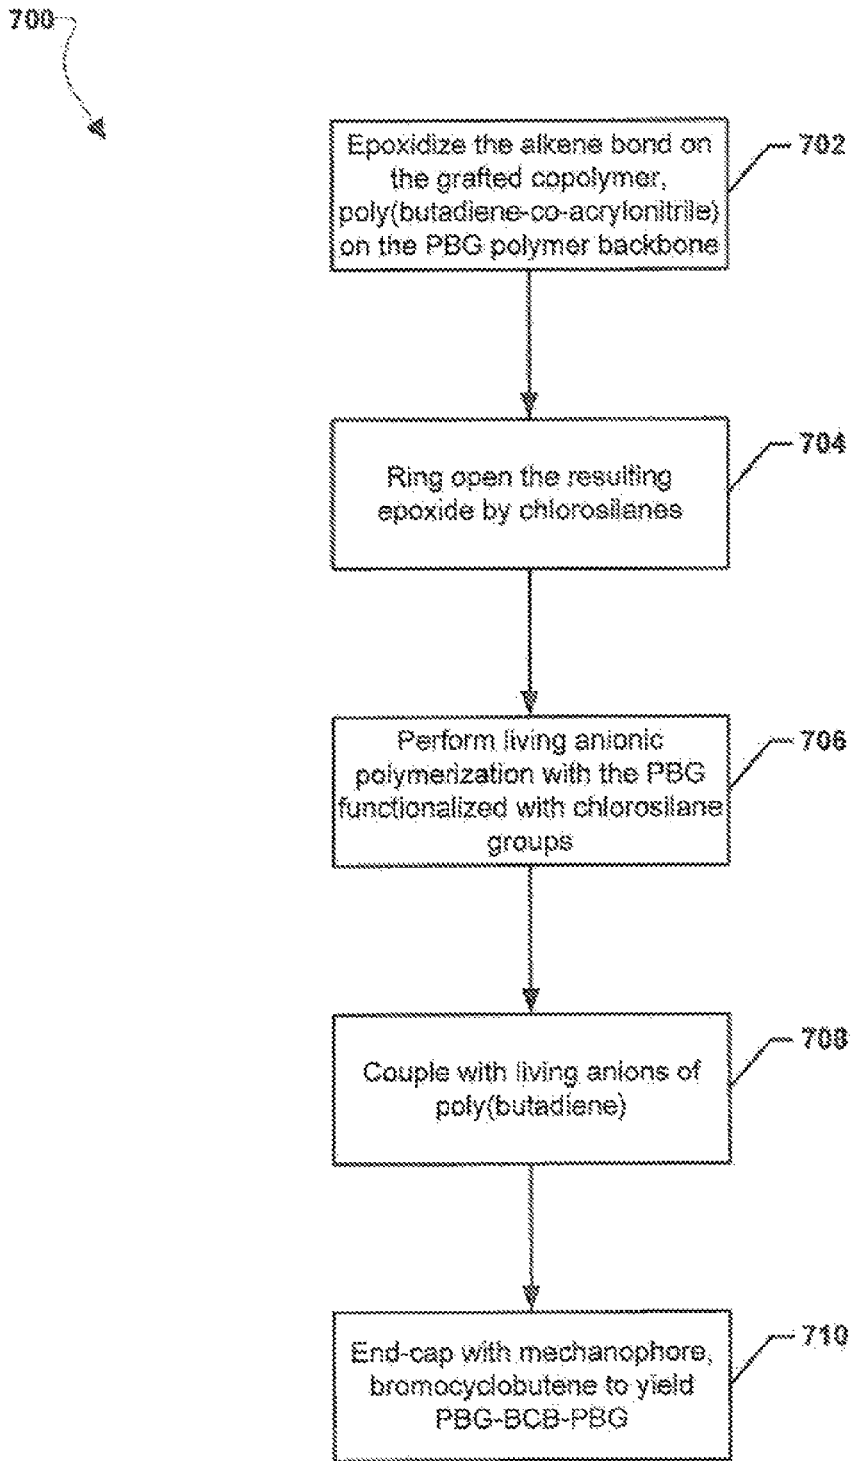 700
Epoxidize the alkene bond on
the grafted copolymer,
poly(butadiene-co-acrylonitrile)
on the PBG polymer backbone
702
Ring open the resulting
epoxide by chlorosilanes
704
Perform living anionic
polymerization with the PBG
functionalized with chlorosilane
groups
706
Couple with living anions of
poly(butadiene)
708
End-cap with mechanophore,
bromocyclobutene to yield
PBG-BCB-PBG
710